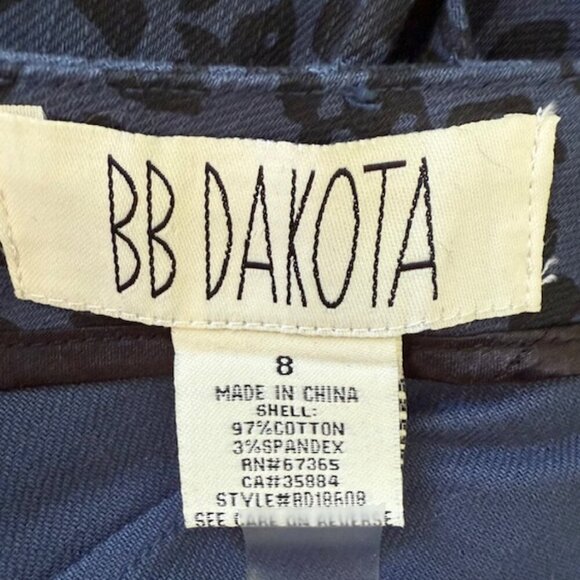 BB DAKOTA
8
MADE IN CHINA
SHELL:
97%COTTON
3%SPANDEX
RN#67365
CA#35884
STYLE#BD18608
SEE CARE ON REVERSE